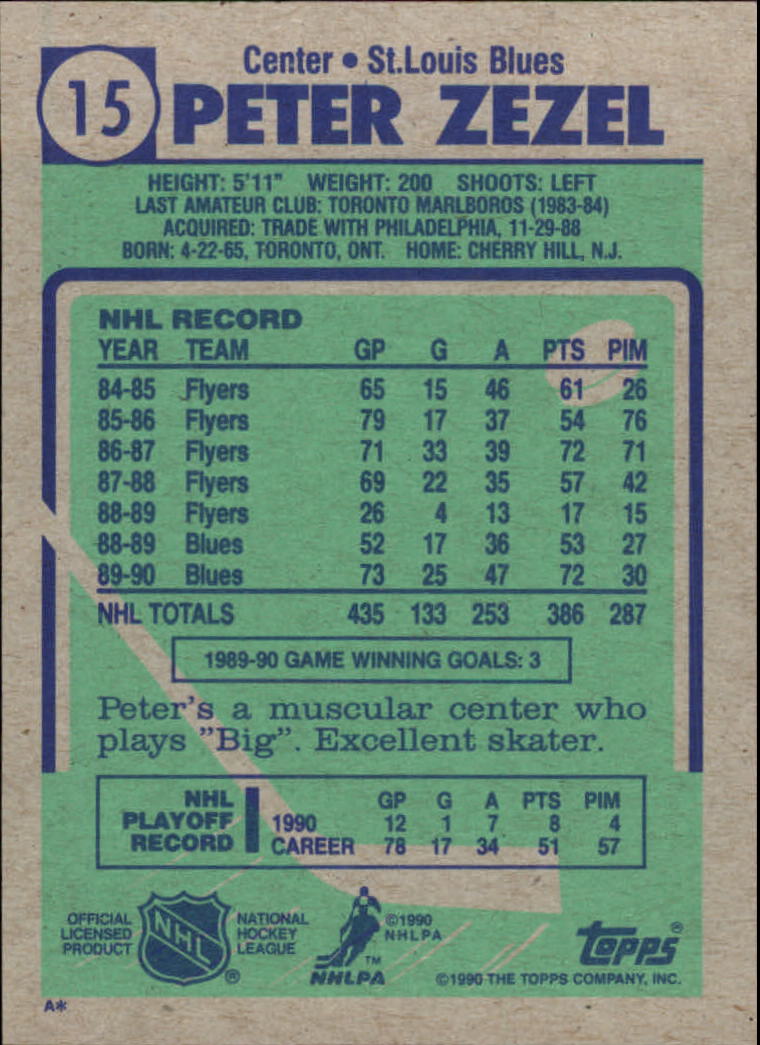 15
Center • St.Louis Blues
PETER ZEZEL
HEIGHT: 5'11" WEIGHT: 200 SHOOTS: LEFT
LAST AMATEUR CLUB: TORONTO MARLBOROS (1983-84)
ACQUIRED: TRADE WITH PHILADELPHIA, 11-29-88
BORN: 4-22-65, TORONTO, ONT. HOME: CHERRY HILL, N.J.
NHL RECORD
YEAR TEAM GP G A PTS PIM
84-85 Flyers 65 15 46 61 26
85-86 Flyers 79 17 37 54 76
86-87 Flyers 71 33 39 72 71
87-88 Flyers 69 22 35 57 42
88-89 Flyers 26 4 13 17 15
88-89 Blues 52 17 36 53 27
89-90 Blues 73 25 47 72 30
NHL TOTALS 435 133 253 386 287
1989-90 GAME WINNING GOALS: 3
Peter's a muscular center who
plays "Big". Excellent skater.
NHL PLAYOFF RECORD
GP G A PTS PIM
1990 12 1 7 8 4
CAREER 78 17 34 51 57
OFFICIAL
LICENSED
PRODUCT
NHL
®
NATIONAL
HOCKEY
LEAGUE
TM
NHLPA
©1990
NHLPA
topps®
©1990 THE TOPPS COMPANY, INC.
A*